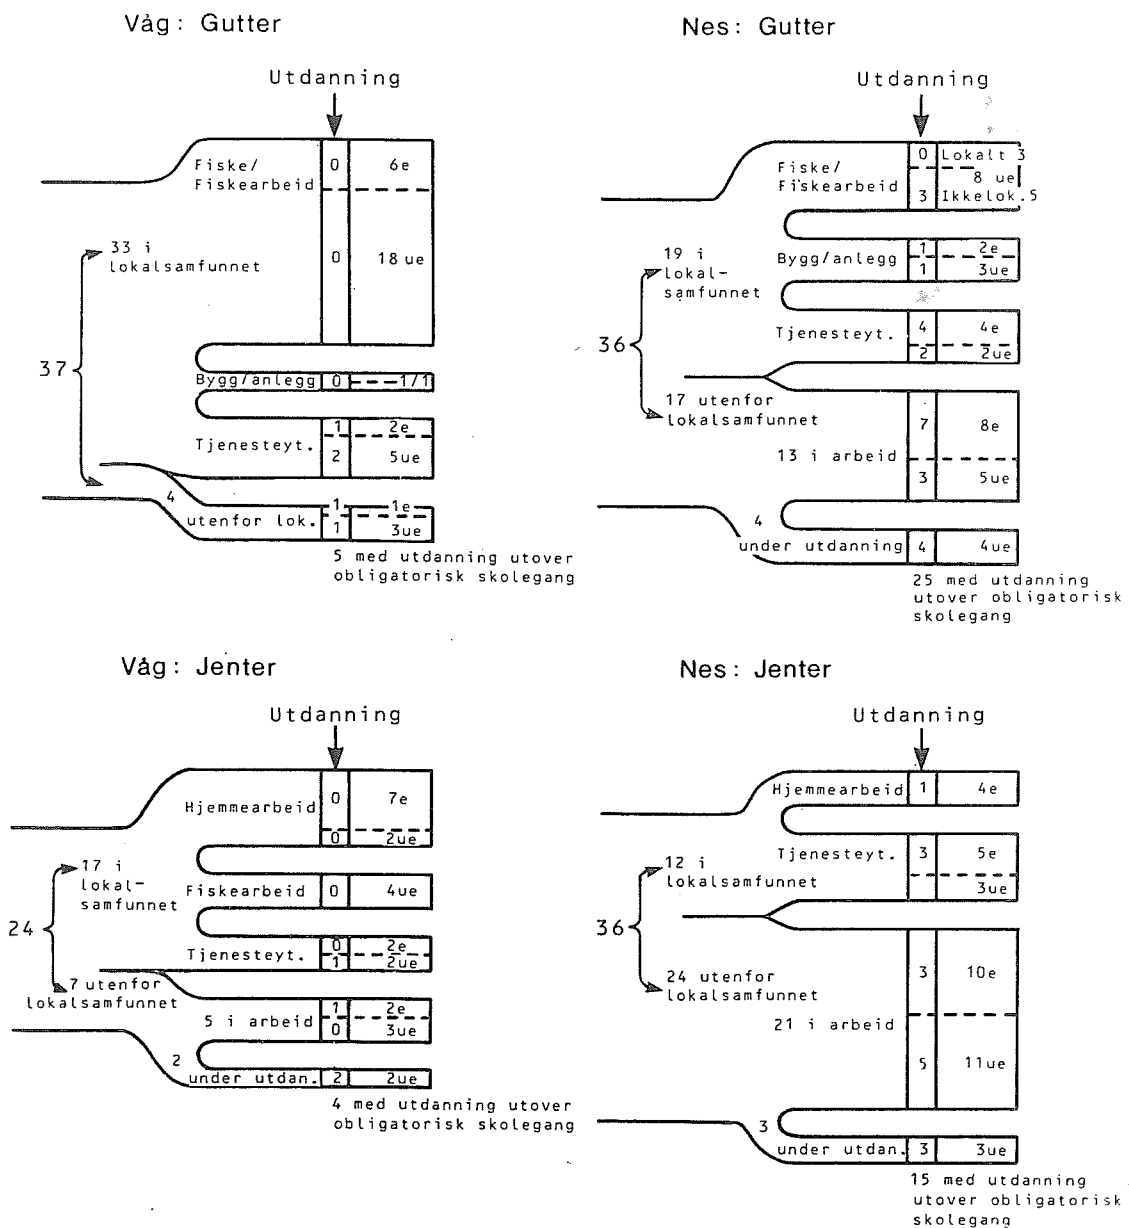 Våg: Gutter
Utdanning
Fiske/
Fiskearbeid
0
6e
0
18 ue
33 i
lokalsamfunnet
37
Bygg/anlegg
0
1/1
Tjenesteyt.
1
2e
2
5ue
4
utenfor lok.
1
1e
1
3ue
5 med utdanning utover
obligatorisk skolegang
Nes: Gutter
Utdanning
Fiske/
Fiskearbeid
0
Lokalt 3
8 ue
3
Ikkelok.5
19 i
lokal-
samfunnet
36
Bygg/anlegg
1
2e
1
3ue
Tjenesteyt.
4
4e
2
2ue
17 utenfor
lokalsamfunnet
13 i arbeid
7
8e
3
5ue
4
under utdanning
4
4ue
25 med utdanning
utover obligatorisk
skolegang
Våg: Jenter
Utdanning
Hjemmearbeid
0
7e
0
2ue
17 i
lokal-
samfunnet
24
Fiskearbeid
0
4ue
Tjenesteyt.
0
2e
1
2ue
7 utenfor
lokalsamfunnet
5 i arbeid
1
2e
0
3ue
2
under utdan.
2
2ue
4 med utdanning utover
obligatorisk skolegang
Nes: Jenter
Utdanning
Hjemmearbeid
1
4e
Tjenesteyt.
3
5e
3ue
12 i
lokalsamfunnet
36
24 utenfor
lokalsamfunnet
21 i arbeid
3
10e
5
11ue
3
under utdan.
3
3ue
15 med utdanning
utover obligatorisk
skolegang